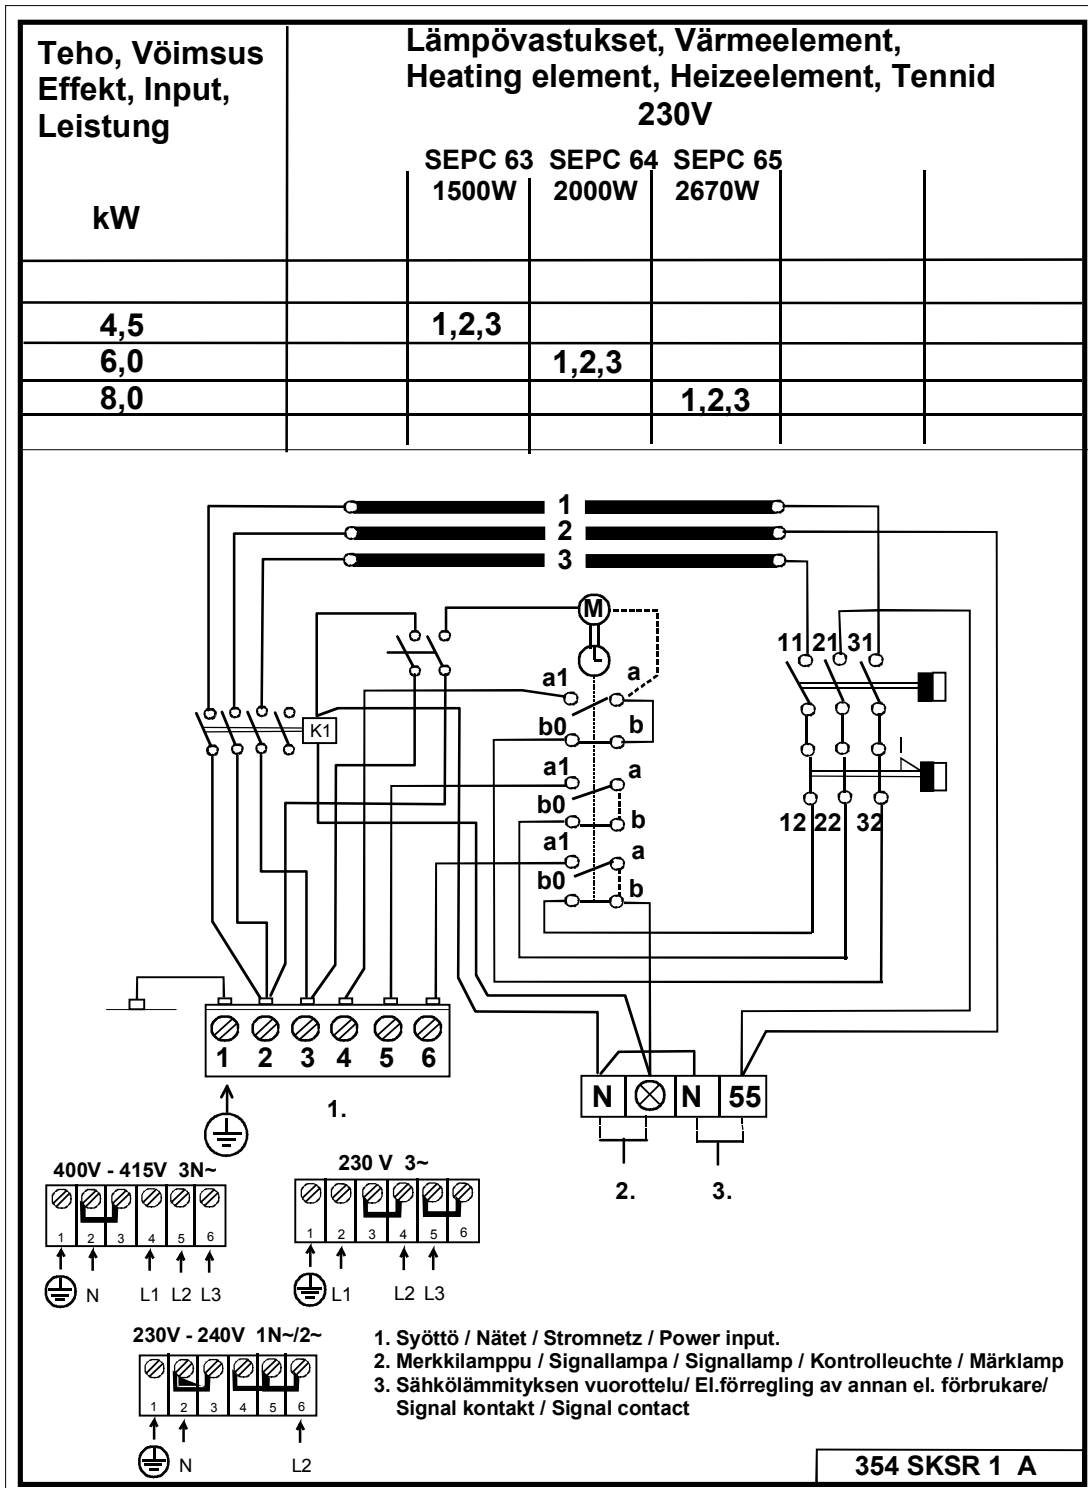 Teho, Vöimsus
Effekt, Input,
Leistung
kW
Lämpövastukset, Värmeelement,
Heating element, Heizeelement, Tennid
230V
SEPC 63 SEPC 64 SEPC 65
1500W 2000W 2670W
4,5 1,2,3
6,0 1,2,3
8,0 1,2,3
1
2
3
M
11 21 31
a1 a
b0 b
K1
a1 a
b0 b
a1 a
b0 b
12 22 32
1 2 3 4 5 6
1.
N N 55
2. 3.
400V - 415V 3N~
1 2 3 4 5 6
N L1 L2 L3
230 V 3~
1 2 3 4 5 6
L1 L2 L3
230V - 240V 1N~/2~
1 2 3 4 5 6
N L2
1. Syöttö / Nätet / Stromnetz / Power input.
2. Merkkilamppu / Signallampa / Signallamp / Kontrolleuchte / Märklamp
3. Sähkölämmityksen vuorottelu/ El.förregling av annan el. förbrukare/
Signal kontakt / Signal contact
354 SKSR 1 A